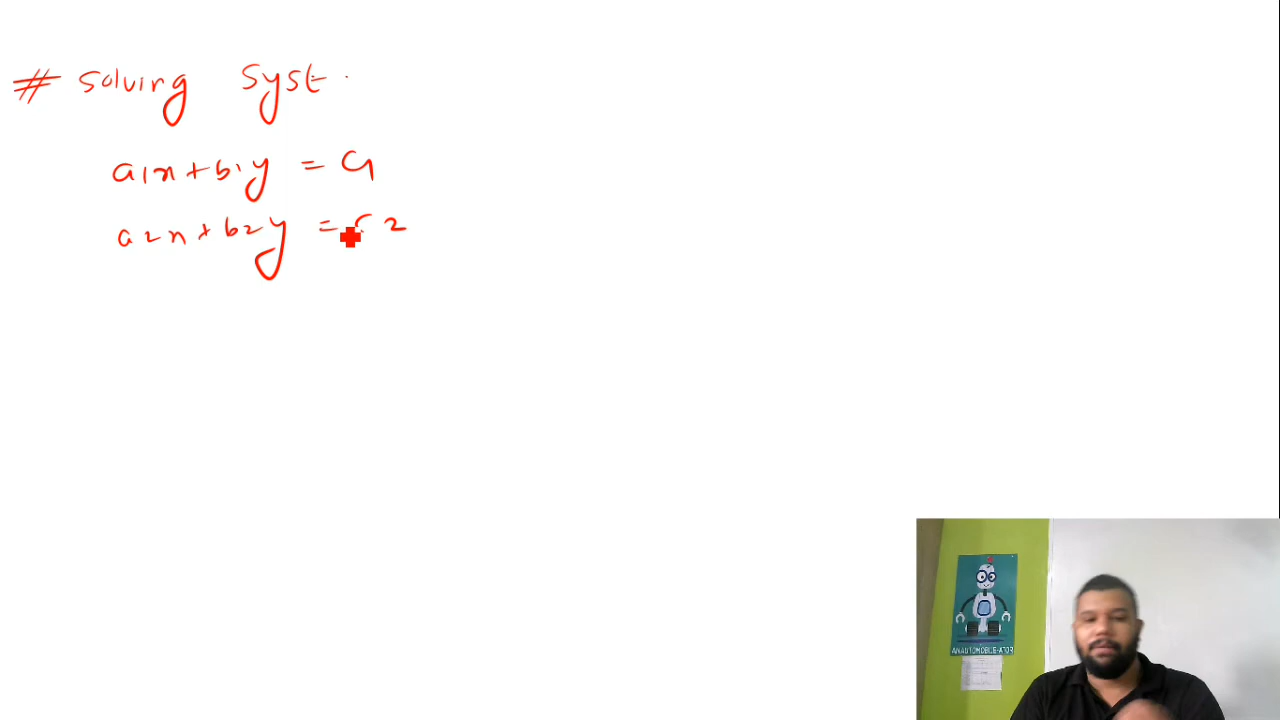 # Solving Syst.
a1x + b1y = c1
a2x + b2y = c2